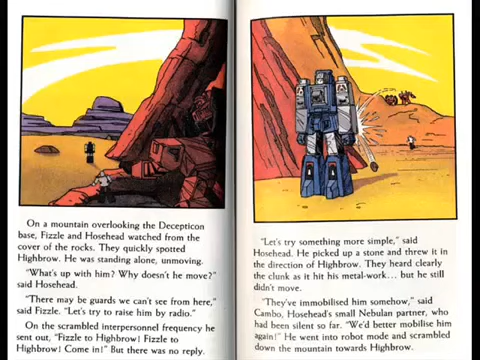 On a mountain overlooking the Decepticon
base, Fizzle and Hosehead watched from the
cover of the rocks. They quickly spotted
Highbrow. He was standing alone, unmoving.
"What's up with him? Why doesn't he move?"
said Hosehead.
"There may be guards we can't see from here,"
said Fizzle. "Let's try to raise him by radio."
On the scrambled interpersonnel frequency he
sent out, "Fizzle to Highbrow! Fizzle to
Highbrow! Come in!" But there was no reply.
"Let's try something more simple," said
Hosehead. He picked up a stone and threw it in
the direction of Highbrow. They heard clearly
the clunk as it hit his metal-work... but he still
didn't move.
"They've immobilised him somehow," said
Cambo, Hosehead's small Nebulan partner, who
had been silent so far. "We'd better mobilise him
again!" He went into robot mode and scrambled
down the mountain towards Highbrow.